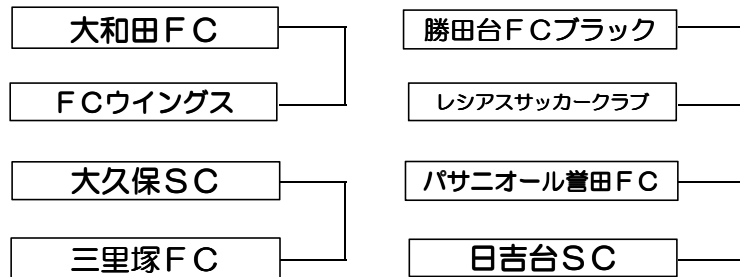 大和田ＦＣ
ＦＣウイングス
大久保ＳＣ
三里塚ＦＣ
勝田台ＦＣブラック
レシアスサッカークラブ
パサニオール誉田ＦＣ
日吉台ＳＣ